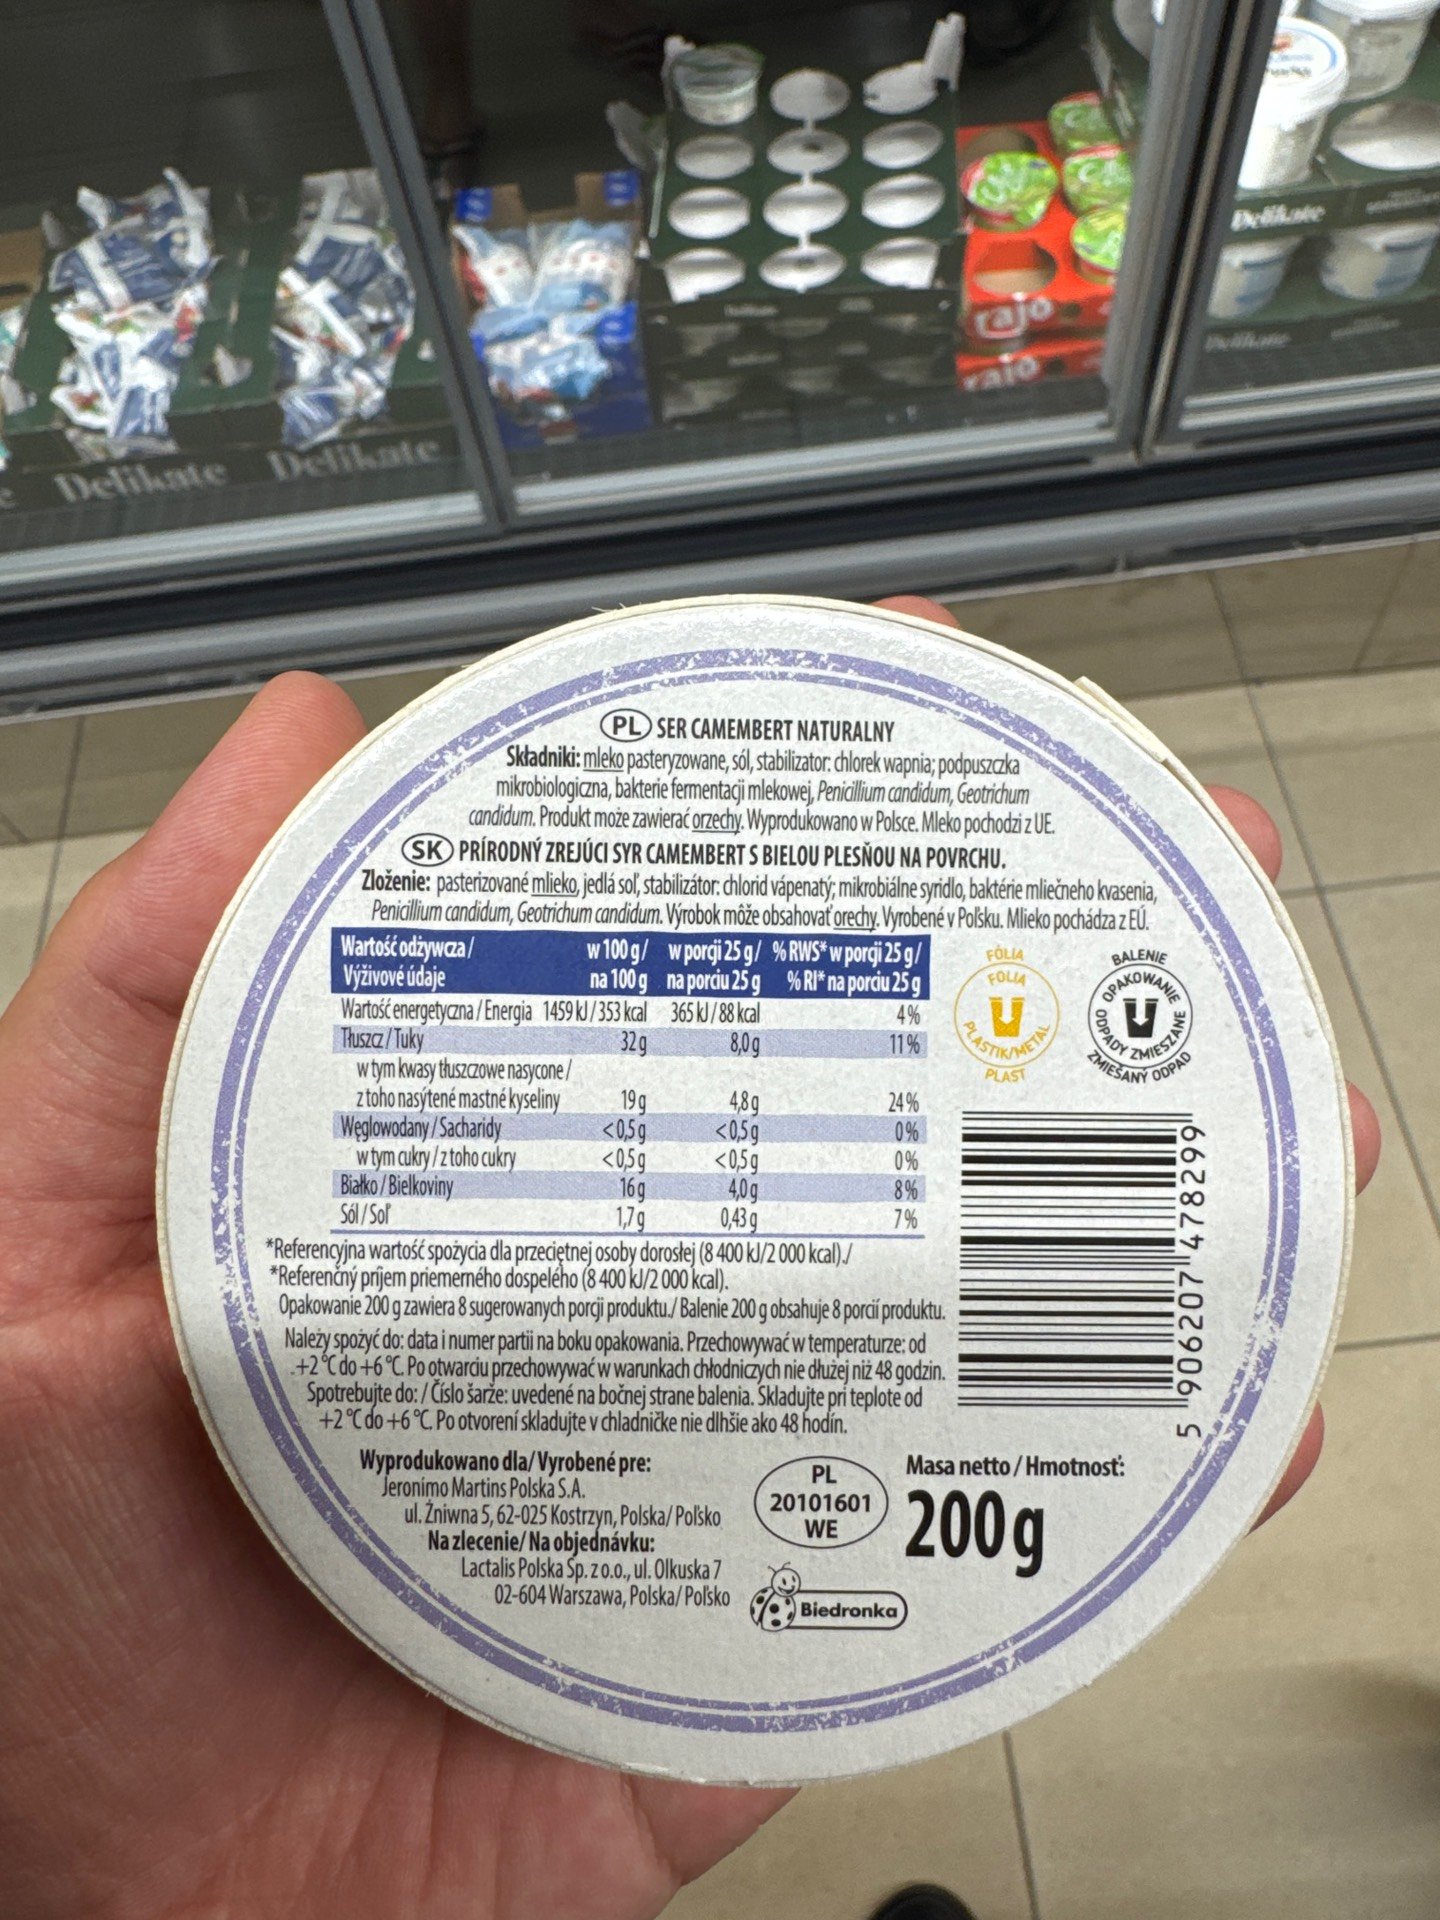 Delikate
Delikate
Delikate
rajo
rajo
PL SER CAMEMBERT NATURALNY
Składniki: mleko pasteryzowane, sól, stabilizator: chlorek wapnia; podpuszczka
mikrobiologiczna, bakterie fermentacji mlekowej, Penicillium candidum, Geotrichum
candidum. Produkt może zawierać orzechy. Wyprodukowano w Polsce. Mleko pochodzi z UE.
SK PRÍRODNÝ ZREJÚCI SYR CAMEMBERT S BIELOU PLESŇOU NA POVRCHU.
Zloženie: pasterizované mlieko, jedlá soľ, stabilizátor: chlorid vápenatý; mikrobiálne syridlo, baktérie mliečneho kvasenia,
Penicillium candidum, Geotrichum candidum. Výrobok môže obsahovať orechy. Vyrobené v Poľsku. Mlieko pochádza z EÚ.
Wartość odżywcza / w 100 g/ w porcji 25 g/ % RWS* w porcji 25 g/
Výživové údaje na 100 g na porciu 25 g % RI* na porciu 25 g
Wartość energetyczna / Energia 1459 kJ / 353 kcal 365 kJ / 88 kcal 4%
Tłuszcz / Tuky 32 g 8,0 g 11%
w tym kwasy tłuszczowe nasycone /
z toho nasýtené mastné kyseliny 19 g 4,8 g 24%
Węglowodany / Sacharidy <0,5 g <0,5 g 0%
w tym cukry / z toho cukry <0,5 g <0,5 g 0%
Białko / Bielkoviny 16 g 4,0 g 8%
Sól / Soľ 1,7 g 0,43 g 7%
*Referencyjna wartość spożycia dla przeciętnej osoby dorosłej (8 400 kJ/2 000 kcal)./
*Referenčný príjem priemerného dospelého (8 400 kJ/2 000 kcal).
Opakowanie 200 g zawiera 8 sugerowanych porcji produktu./ Balenie 200 g obsahuje 8 porcií produktu.
Należy spożyć do: data i numer partii na boku opakowania. Przechowywać w temperaturze: od
+2 °C do +6 °C. Po otwarciu przechowywać w warunkach chłodniczych nie dłużej niż 48 godzin.
Spotrebujte do: / Číslo šarže: uvedené na bočnej strane balenia. Skladujte pri teplote od
+2 °C do +6 °C. Po otvorení skladujte v chladničke nie dlhšie ako 48 hodín.
FÓLIA
FOLIA
PLASTIK/METAL
PLAST
BALENIE
OPAKOWANIE
ODPADY ZMIESZANE
ZMIEŠANÝ ODPAD
5 906207 478299
Wyprodukowano dla/ Vyrobené pre:
Jeronimo Martins Polska S.A.
ul. Żniwna 5, 62-025 Kostrzyn, Polska/ Poľsko
Na zlecenie/ Na objednávku:
Lactalis Polska Sp. z o.o., ul. Olkuska 7
02-604 Warszawa, Polska/ Poľsko
PL
20101601
WE
Biedronka
Masa netto / Hmotnosť:
200 g